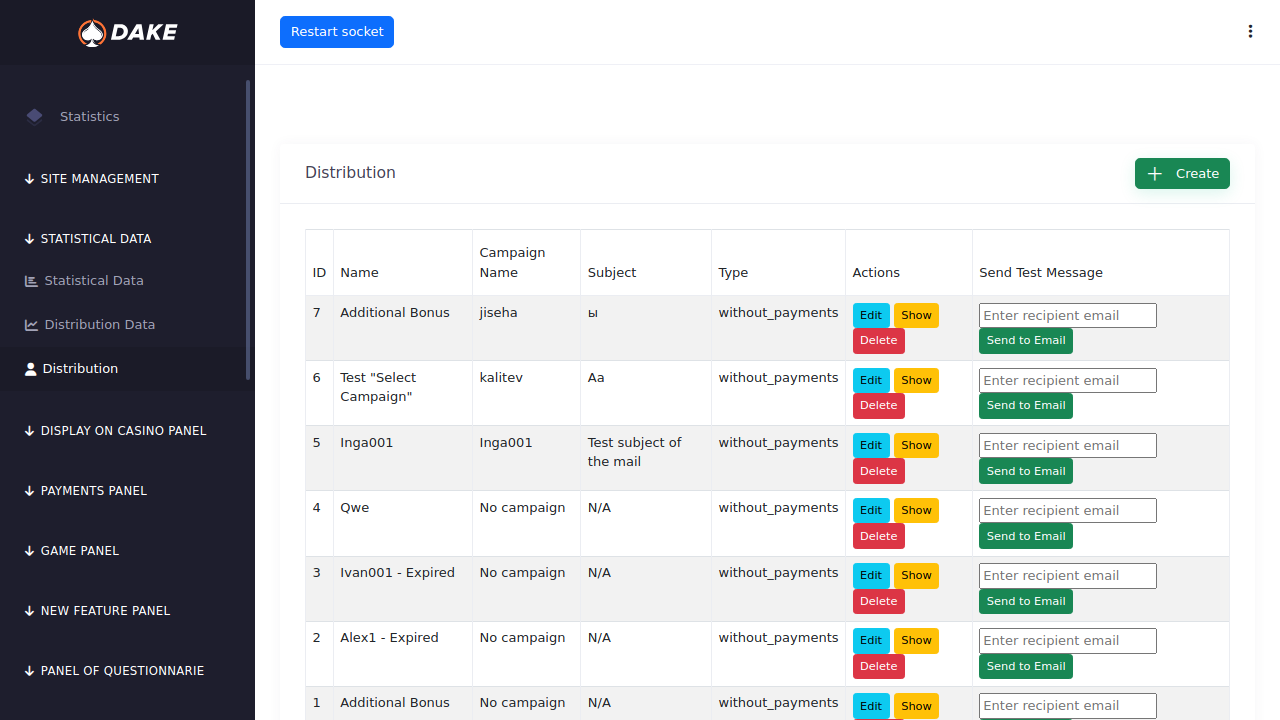 DAKE
Restart socket
Statistics
SITE MANAGEMENT
STATISTICAL DATA
Statistical Data
Distribution Data
Distribution
DISPLAY ON CASINO PANEL
PAYMENTS PANEL
GAME PANEL
NEW FEATURE PANEL
PANEL OF QUESTIONNARIE
Distribution
Create
ID Name Campaign Name Subject Type Actions Send Test Message
7 Additional Bonus jiseha ы without_payments Edit Show Enter recipient email
Delete Send to Email
6 Test "Select kalitev Aa without_payments Edit Show Enter recipient email
Campaign" Delete Send to Email
5 Inga001 Inga001 Test subject of without_payments Edit Show Enter recipient email
the mail Delete Send to Email
4 Qwe No campaign N/A without_payments Edit Show Enter recipient email
Delete Send to Email
3 Ivan001 - Expired No campaign N/A without_payments Edit Show Enter recipient email
Delete Send to Email
2 Alex1 - Expired No campaign N/A without_payments Edit Show Enter recipient email
Delete Send to Email
1 Additional Bonus No campaign N/A without_payments Edit Show Enter recipient email